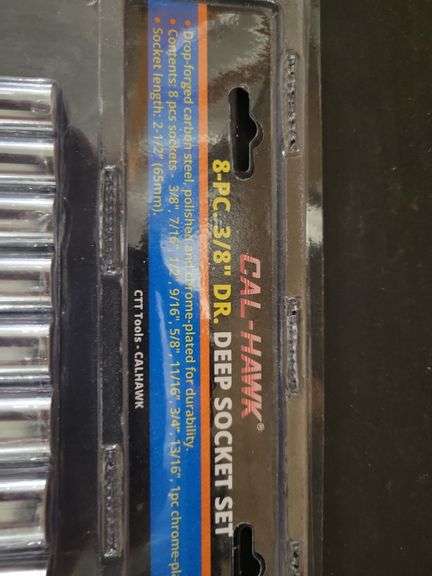 CAL-HAWK®
8-PC. 3/8" DR. DEEP SOCKET SET
• Drop-forged carbon steel, polished and chrome-plated for durability.
• Contents: 8 pcs sockets - 3/8", 7/16", 1/2", 9/16", 5/8", 11/16", 3/4", 13/16", 1pc chrome-pl
• Socket length: 2-1/2" (65mm).
CTT Tools - CALHAWK